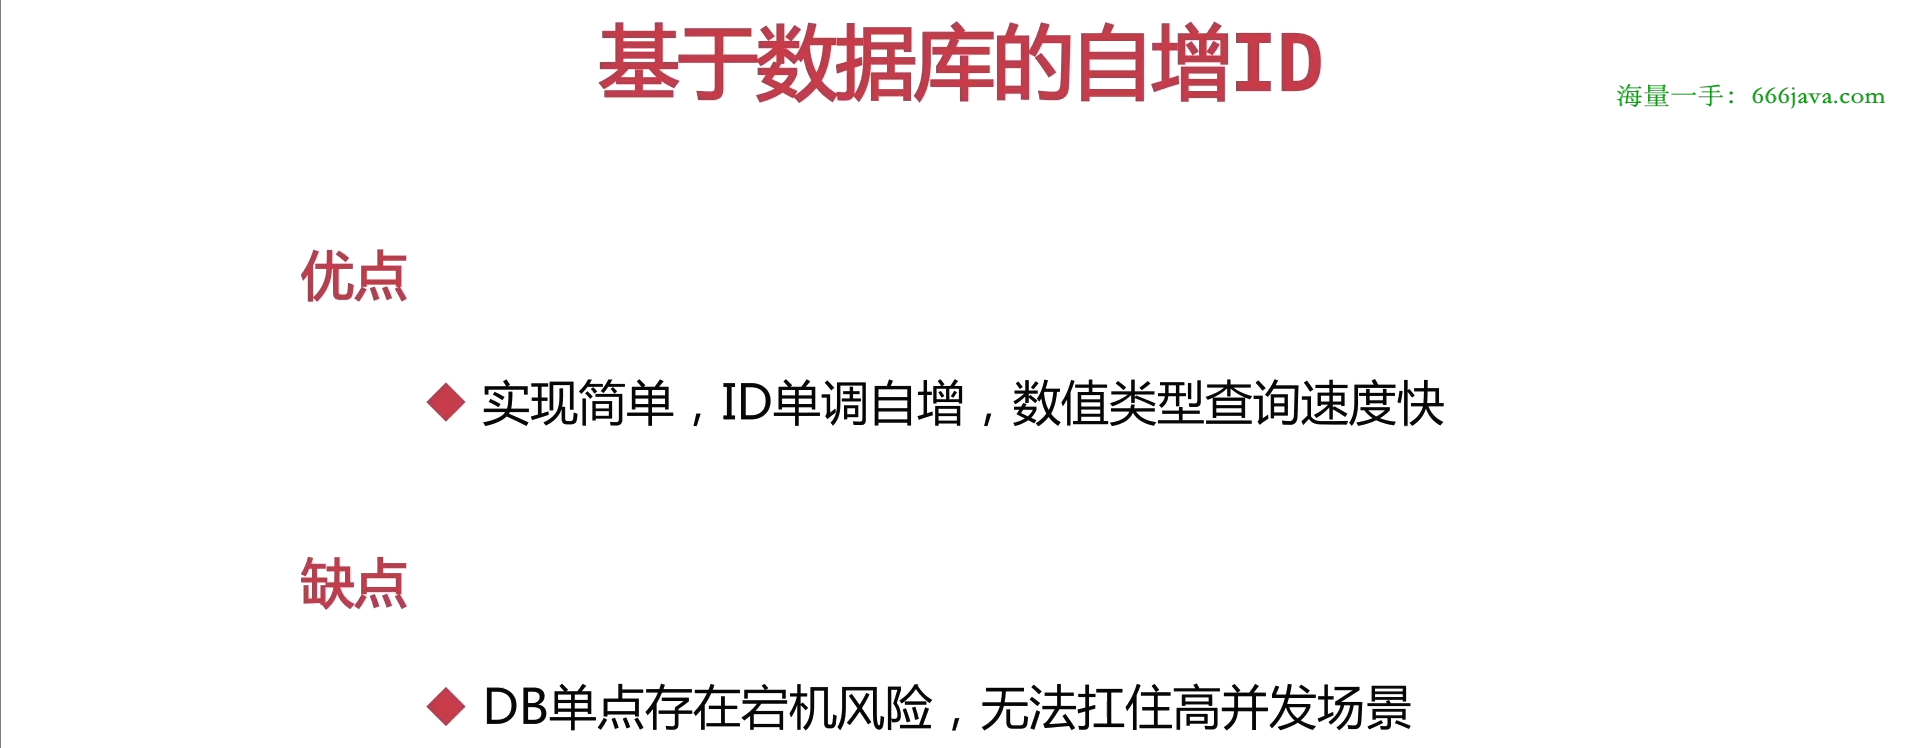 基于数据库的自增ID
海量一手：666java.com
优点
实现简单，ID单调自增，数值类型查询速度快
缺点
DB单点存在宕机风险，无法扛住高并发场景